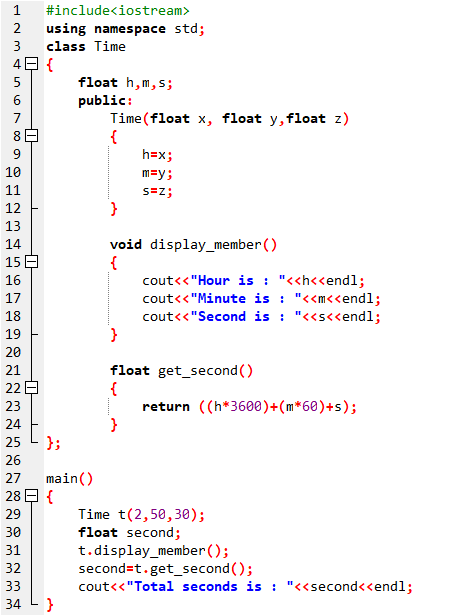 1 #include<iostream>
2 using namespace std;
3 class Time
4 {
5 float h,m,s;
6 public:
7 Time(float x, float y,float z)
8 {
9 h=x;
10 m=y;
11 s=z;
12 }
13
14 void display_member()
15 {
16 cout<<"Hour is : "<<h<<endl;
17 cout<<"Minute is : "<<m<<endl;
18 cout<<"Second is : "<<s<<endl;
19 }
20
21 float get_second()
22 {
23 return ((h*3600)+(m*60)+s);
24 }
25 };
26
27 main()
28 {
29 Time t(2,50,30);
30 float second;
31 t.display_member();
32 second=t.get_second();
33 cout<<"Total seconds is : "<<second<<endl;
34 }